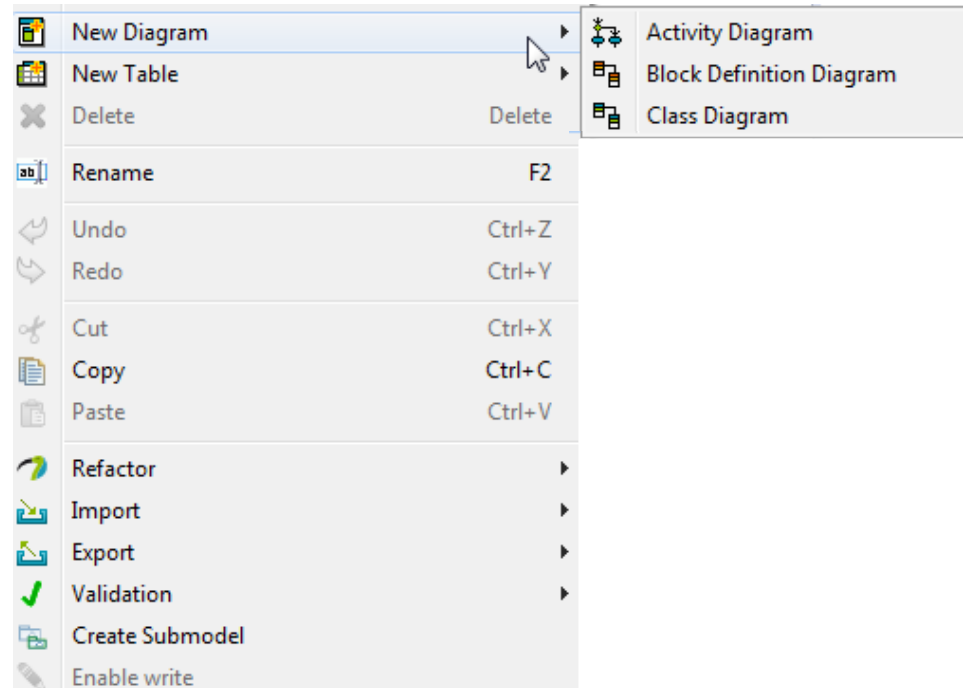 New Diagram
New Table
Delete Delete
Rename F2
Undo Ctrl+Z
Redo Ctrl+Y
Cut Ctrl+X
Copy Ctrl+C
Paste Ctrl+V
Refactor
Import
Export
Validation
Create Submodel
Enable write
Activity Diagram
Block Definition Diagram
Class Diagram